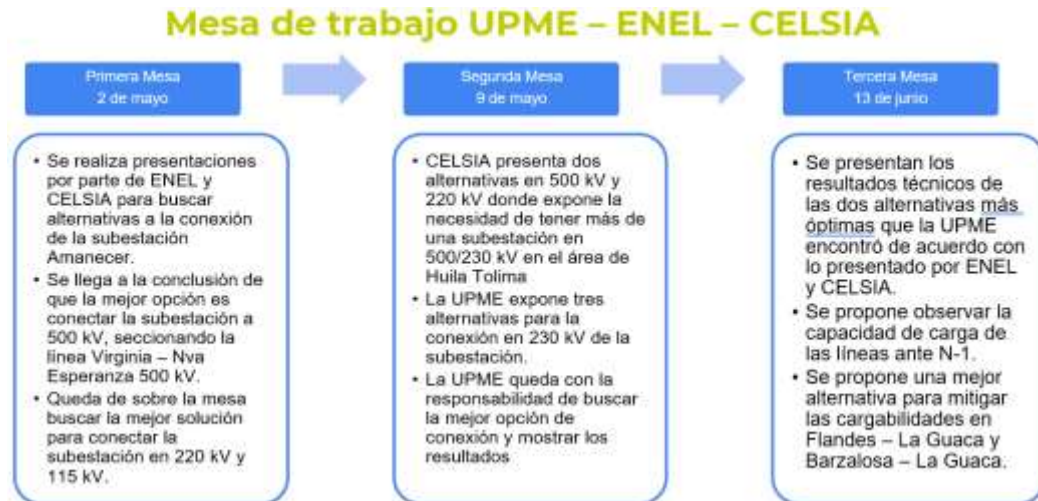 Mesa de trabajo UPME – ENEL – CELSIA
Primera Mesa
2 de mayo
• Se realiza presentaciones
por parte de ENEL y
CELSIA para buscar
alternativas a la conexión
de la subestación
Amanecer.
• Se llega a la conclusión de
que la mejor opción es
conectar la subestación a
500 kV, seccionando la
línea Virginia – Nva
Esperanza 500 kV.
• Queda de sobre la mesa
buscar la mejor solución
para conectar la
subestación en 220 kV y
115 kV.
Segunda Mesa
9 de mayo
• CELSIA presenta dos
alternativas en 500 kV y
220 kV donde expone la
necesidad de tener más de
una subestación en
500/230 kV en el área de
Huila Tolima
• La UPME expone tres
alternativas para la
conexión en 230 kV de la
subestación.
• La UPME queda con la
responsabilidad de buscar
la mejor opción de
conexión y mostrar los
resultados
Tercera Mesa
13 de junio
• Se presentan los
resultados técnicos de
las dos alternativas más
óptimas que la UPME
encontró de acuerdo con
lo presentado por ENEL
y CELSIA.
• Se propone observar la
capacidad de carga de
las líneas ante N-1.
• Se propone una mejor
alternativa para mitigar
las cargabilidades en
Flandes – La Guaca y
Barzalosa – La Guaca.